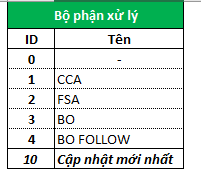 Bộ phận xử lý
ID Tên
0 -
1 CCA
2 FSA
3 BO
4 BO FOLLOW
10 Cập nhật mới nhất